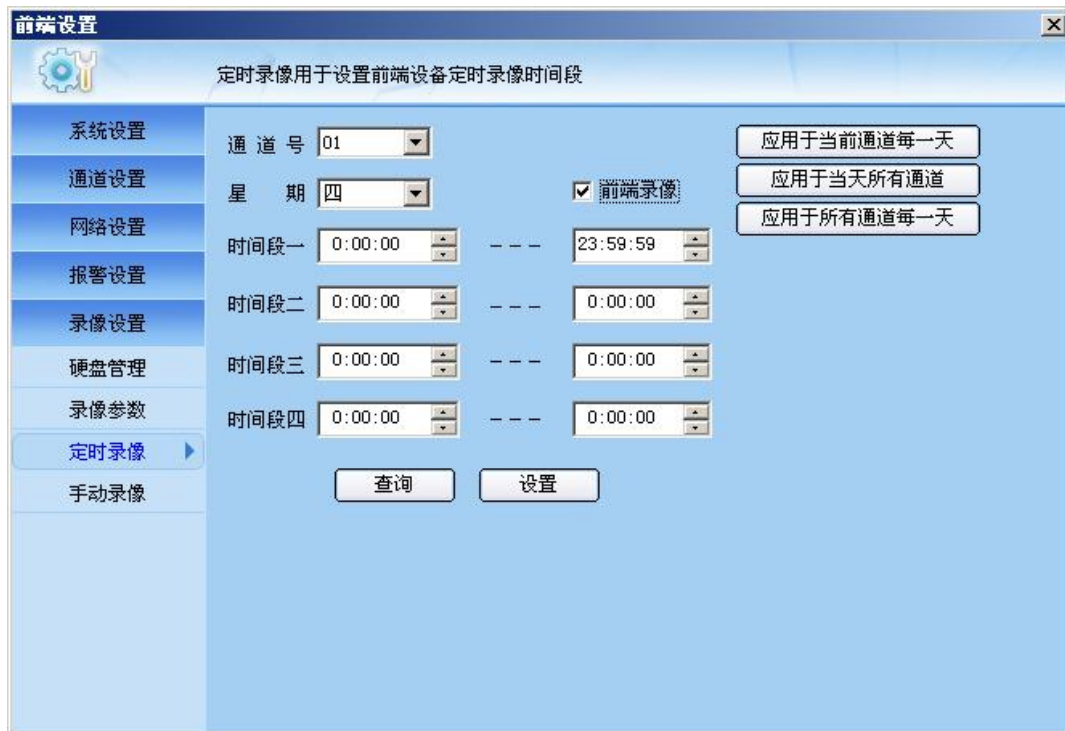 前端设置
定时录像用于设置前端设备定时录像时间段
系统设置
通道设置
网络设置
报警设置
录像设置
硬盘管理
录像参数
定时录像
手动录像
通 道 号 01
星 期 四
前端录像
时间段一 0:00:00 --- 23:59:59
时间段二 0:00:00 --- 0:00:00
时间段三 0:00:00 --- 0:00:00
时间段四 0:00:00 --- 0:00:00
查询 设置
应用于当前通道每一天
应用于当天所有通道
应用于所有通道每一天